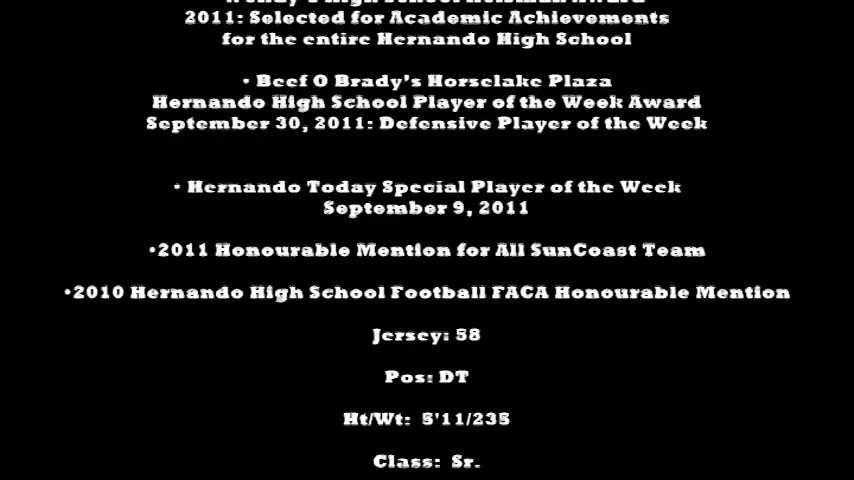 2011: Selected for Academic Achievements
for the entire Hernando High School
• Beef O Brady's Horselake Plaza
Hernando High School Player of the Week Award
September 30, 2011: Defensive Player of the Week
• Hernando Today Special Player of the Week
September 9, 2011
•2011 Honourable Mention for All SunCoast Team
•2010 Hernando High School Football FACA Honourable Mention
Jersey: 58
Pos: DT
Ht/Wt: 5'11/235
Class: Sr.